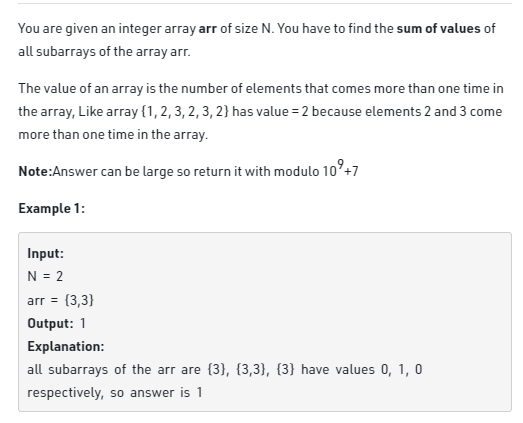 You are given an integer array arr of size N. You have to find the sum of values of
all subarrays of the array arr.
The value of an array is the number of elements that comes more than one time in
the array, Like array {1, 2, 3, 2, 3, 2} has value = 2 because elements 2 and 3 come
more than one time in the array.
Note:Answer can be large so return it with modulo 10^9+7
Example 1:
Input:
N = 2
arr = {3,3}
Output: 1
Explanation:
all subarrays of the arr are {3}, {3,3}, {3} have values 0, 1, 0
respectively, so answer is 1